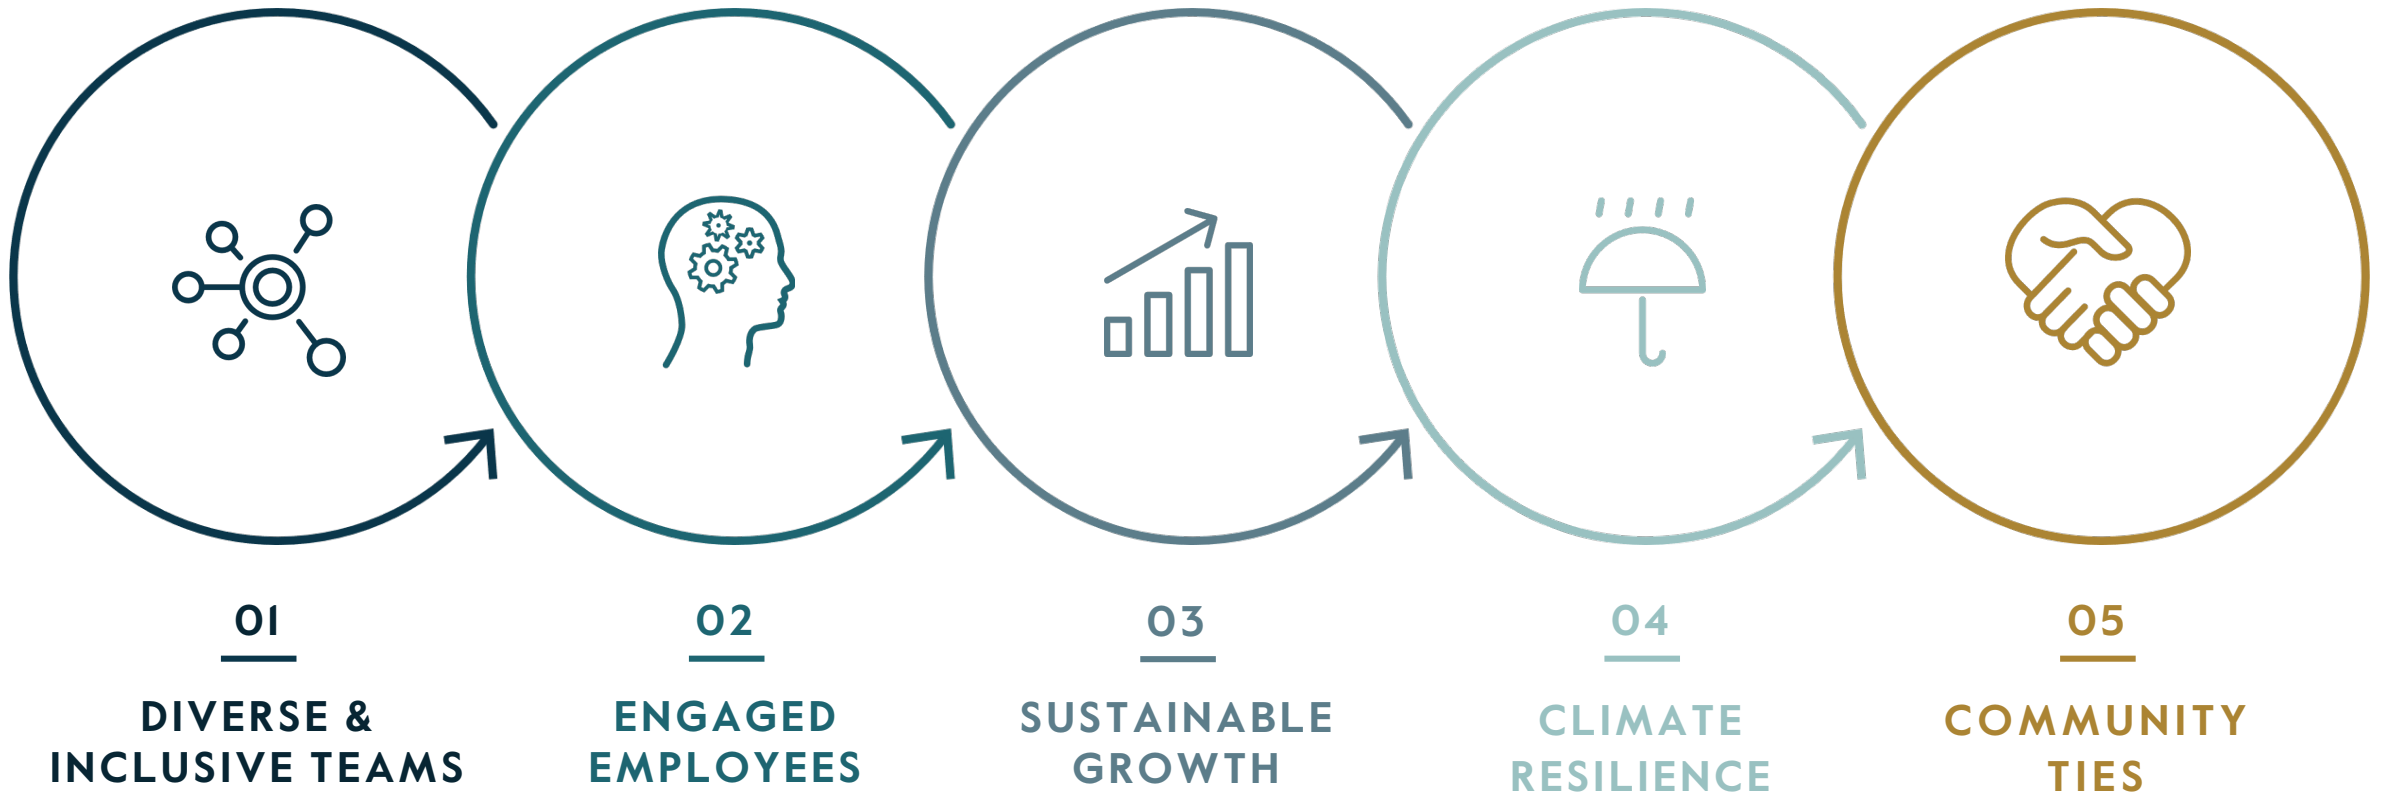 01
DIVERSE &
INCLUSIVE TEAMS
02
ENGAGED
EMPLOYEES
03
SUSTAINABLE
GROWTH
04
CLIMATE
RESILIENCE
05
COMMUNITY
TIES